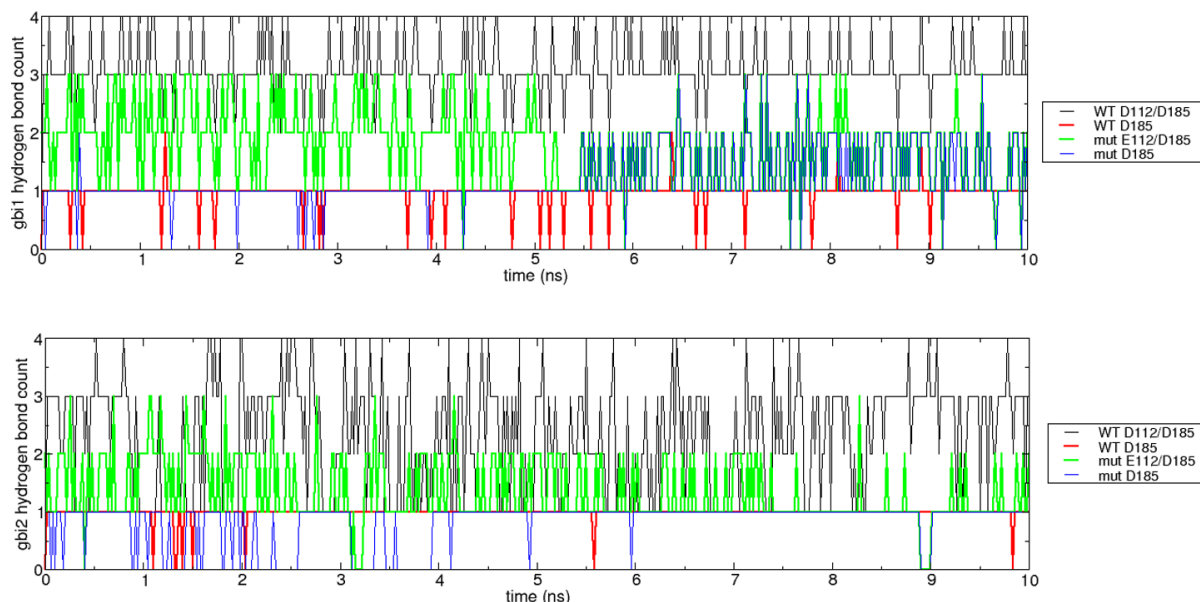 gbi1 hydrogen bond count
4
3
2
1
0
0 1 2 3 4 5 6 7 8 9 10
time (ns)
WT D112/D185
WT D185
mut E112/D185
mut D185
gbi2 hydrogen bond count
4
3
2
1
0
0 1 2 3 4 5 6 7 8 9 10
time (ns)
WT D112/D185
WT D185
mut E112/D185
mut D185